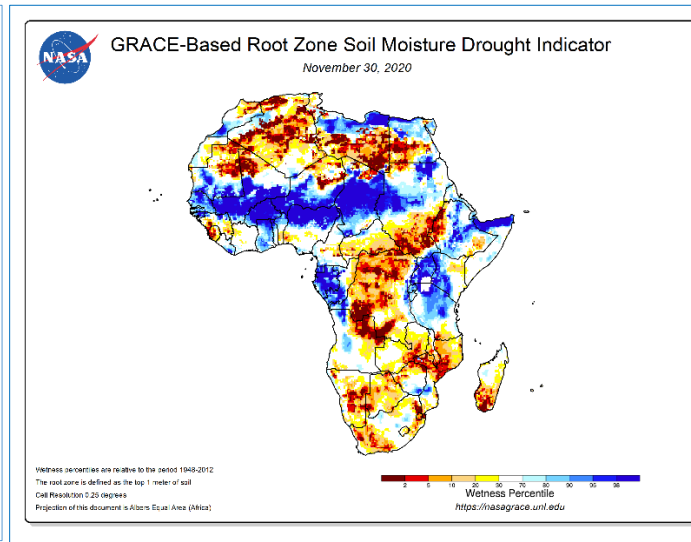 NASA
GRACE-Based Root Zone Soil Moisture Drought Indicator
November 30, 2020
Wetness percentiles are relative to the period 1948-2012
The root zone is defined as the top 1 meter of soil
Cell Resolution 0.25 degrees
Projection of this document is Albers Equal Area (Africa)
2 5 10 20 30 70 80 90 95 98
Wetness Percentile
https://nasagrace.unl.edu